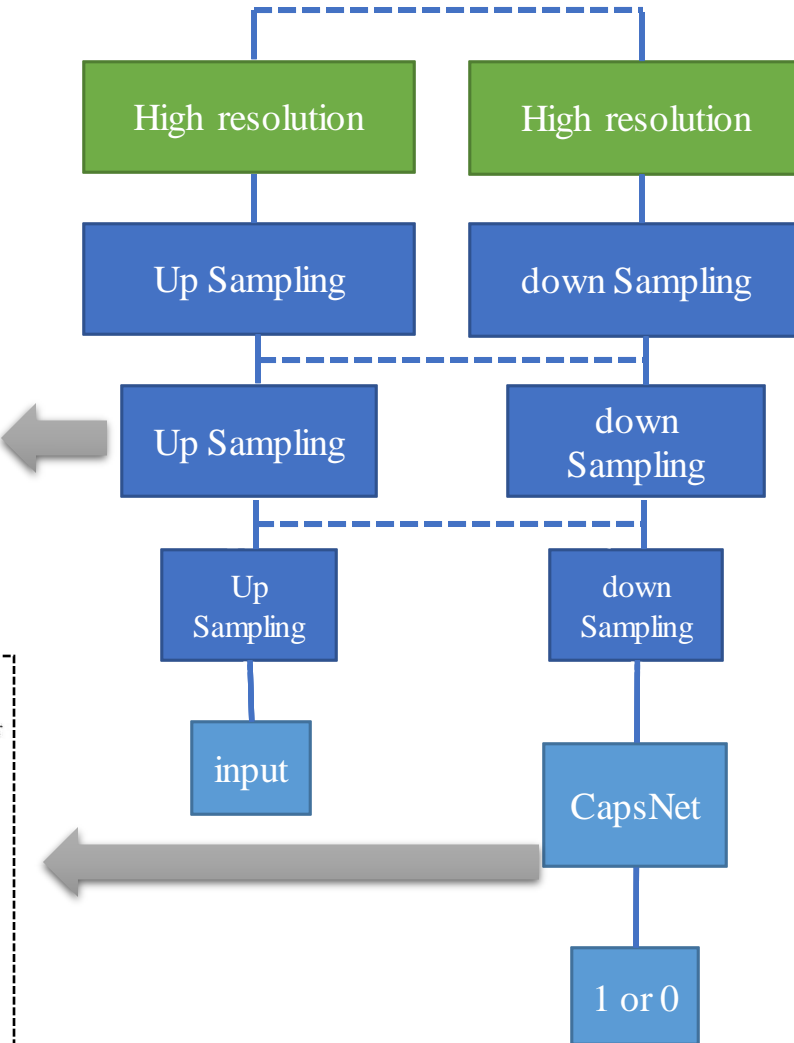 High resolution
High resolution
Up Sampling
down Sampling
Up Sampling
down
Sampling
Up
Sampling
down
Sampling
input
CapsNet
1 or 0